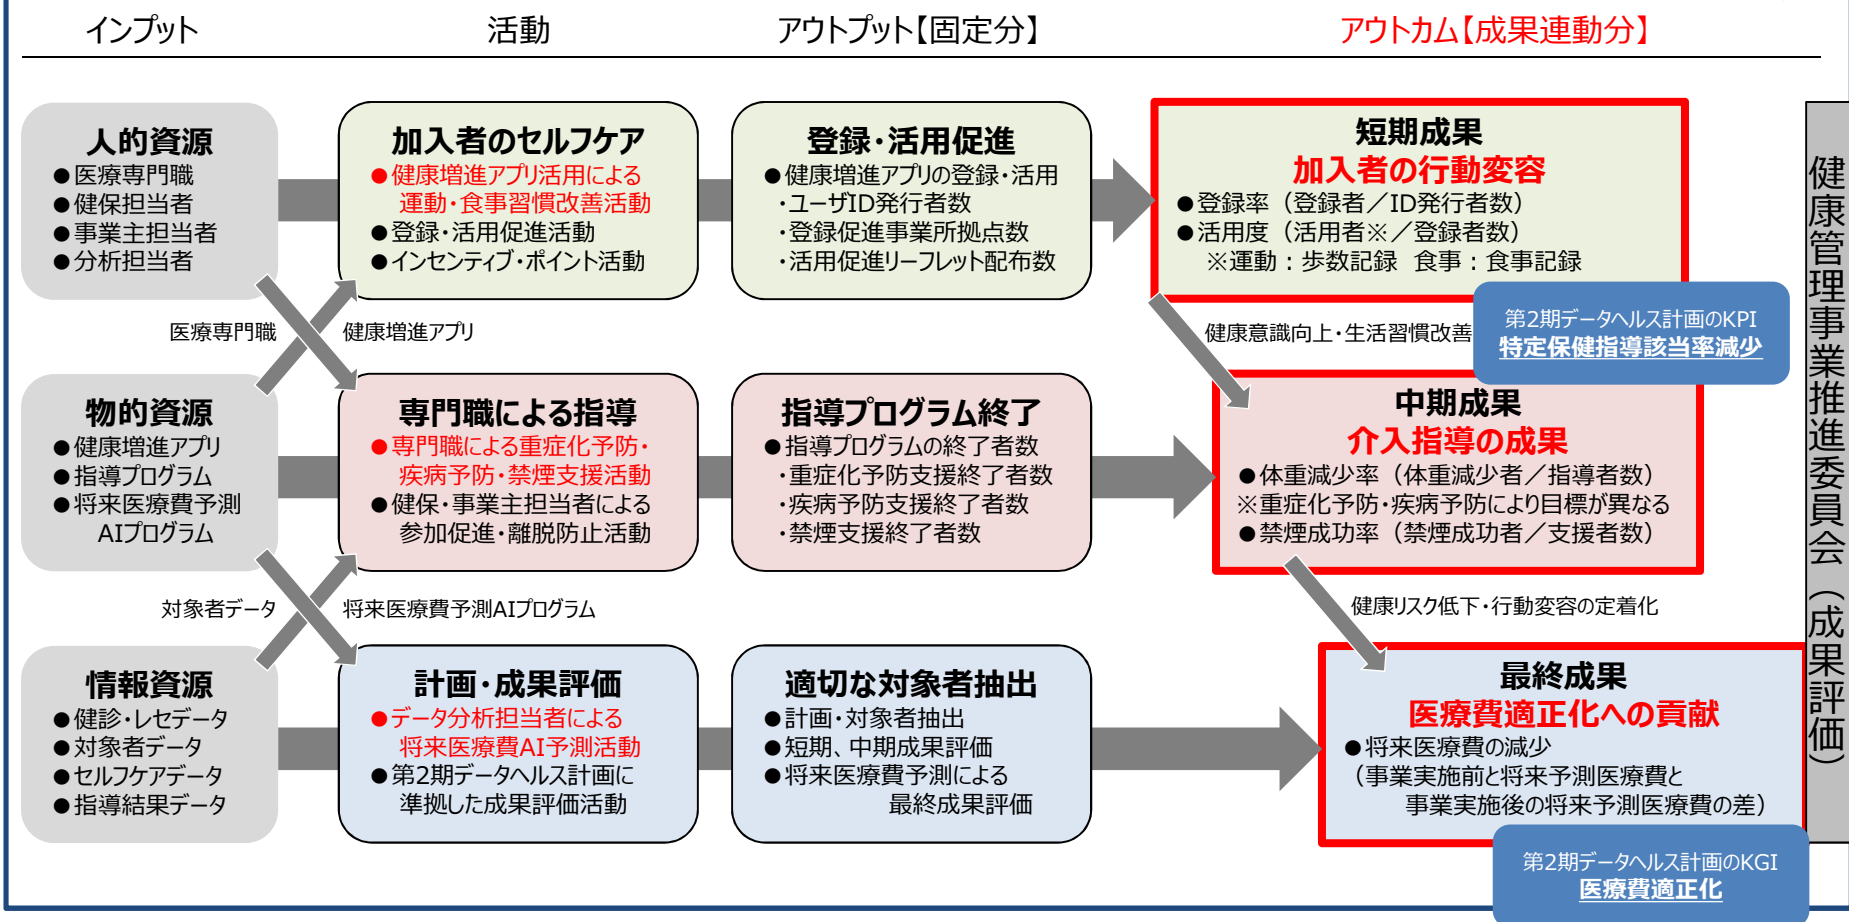 インプット
活動
アウトプット【固定分】
アウトカム【成果連動分】
人的資源
●医療専門職
●健保担当者
●事業主担当者
●分析担当者
加入者のセルフケア
●健康増進アプリ活用による
運動・食事習慣改善活動
●登録・活用促進活動
●インセンティブ・ポイント活動
登録・活用促進
●健康増進アプリの登録・活用
・ユーザID発行者数
・登録促進事業所拠点数
・活用促進リーフレット配布数
短期成果
加入者の行動変容
●登録率（登録者／ID発行者数）
●活用度（活用者※／登録者数）
※運動：歩数記録 食事：食事記録
第2期データヘルス計画のKPI
特定保健指導該当率減少
医療専門職
健康増進アプリ
健康意識向上・生活習慣改善
物的資源
●健康増進アプリ
●指導プログラム
●将来医療費予測
AIプログラム
専門職による指導
●専門職による重症化予防・
疾病予防・禁煙支援活動
●健保・事業主担当者による
参加促進・離脱防止活動
指導プログラム終了
●指導プログラムの終了者数
・重症化予防支援終了者数
・疾病予防支援終了者数
・禁煙支援終了者数
中期成果
介入指導の成果
●体重減少率（体重減少者／指導者数）
※重症化予防・疾病予防により目標が異なる
●禁煙成功率（禁煙成功者／支援者数）
対象者データ
将来医療費予測AIプログラム
健康リスク低下・行動変容の定着化
情報資源
●健診・レセデータ
●対象者データ
●セルフケアデータ
●指導結果データ
計画・成果評価
●データ分析担当者による
将来医療費AI予測活動
●第2期データヘルス計画に
準拠した成果評価活動
適切な対象者抽出
●計画・対象者抽出
●短期、中期成果評価
●将来医療費予測による
最終成果評価
最終成果
医療費適正化への貢献
●将来医療費の減少
（事業実施前と将来予測医療費と
事業実施後の将来予測医療費の差）
第2期データヘルス計画のKGI
医療費適正化
健康管理事業推進委員会（成果評価）